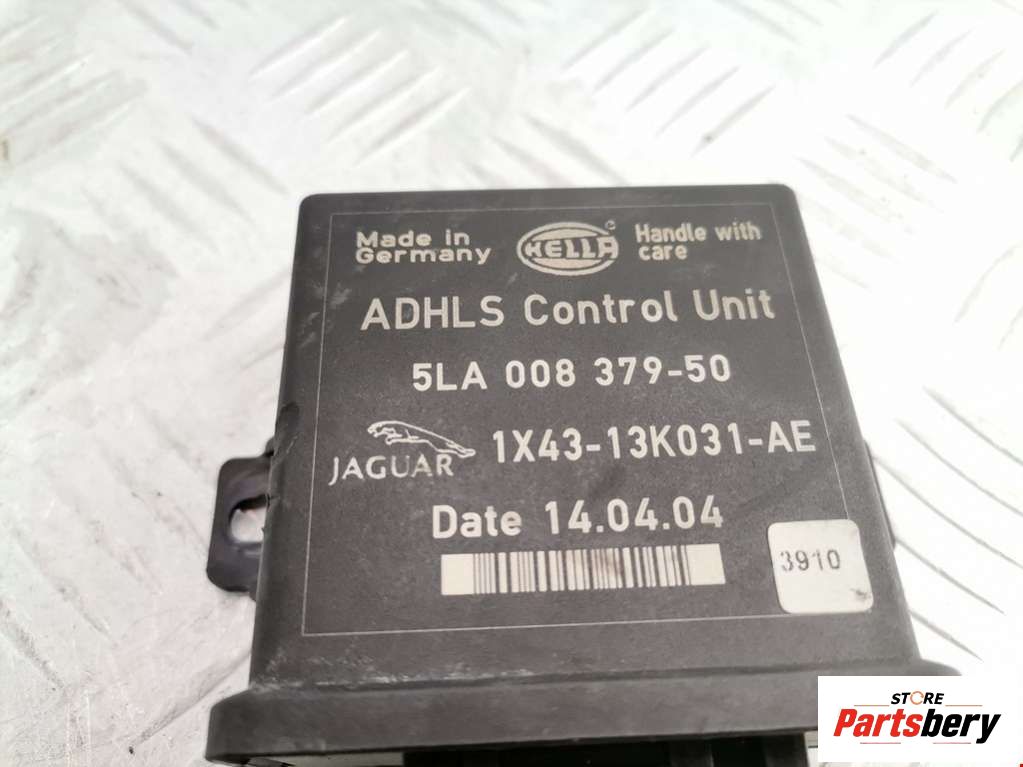 Made in
Germany
HELLA
Handle with
care
ADHLS Control Unit
5LA 008 379-50
JAGUAR 1X43-13K031-AE
Date 14.04.04
3910
STORE
Partsbery